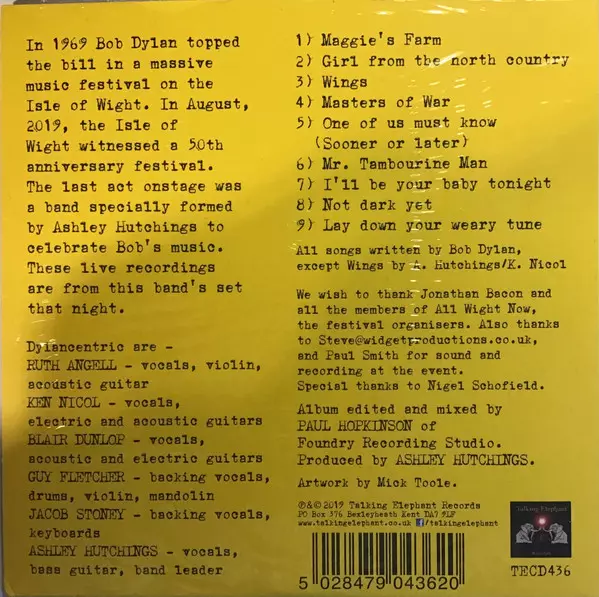 In 1969 Bob Dylan topped
the bill in a massive
music festival on the
Isle of Wight. In August,
2019, the Isle of
Wight witnessed a 50th
anniversary festival.
The last act onstage was
a band specially formed
by Ashley Hutchings to
celebrate Bob's music.
These live recordings
are from this band's set
that night.
Dylancentric are -
RUTH ANGELL - vocals, violin,
acoustic guitar
KEN NICOL - vocals,
electric and acoustic guitars
BLAIR DUNLOP - vocals,
acoustic and electric guitars
GUY FLETCHER - backing vocals,
drums, violin, mandolin
JACOB STONEY - backing vocals,
keyboards
ASHLEY HUTCHINGS - vocals,
bass guitar, band leader
1) Maggie's Farm
2) Girl from the north country
3) Wings
4) Masters of War
5) One of us must know
(Sooner or later)
6) Mr. Tambourine Man
7) I'll be your baby tonight
8) Not dark yet
9) Lay down your weary tune
All songs written by Bob Dylan,
except Wings by A. Hutchings/K. Nicol
We wish to thank Jonathan Bacon and
all the members of All Wight Now,
the festival organisers. Also thanks
to Steve@widgetproductions.co.uk,
and Paul Smith for sound and
recording at the event.
Special thanks to Nigel Schofield.
Album edited and mixed by
PAUL HOPKINSON of
Foundry Recording Studio.
Produced by ASHLEY HUTCHINGS.
Artwork by Mick Toole.
℗&© 2019 Talking Elephant Records
PO Box 376 Bexleyheath Kent DA7 9LF
www.talkingelephant.co.uk f/talkingelephant
Talking Elephant
Records
5 028479 043620
TECD436